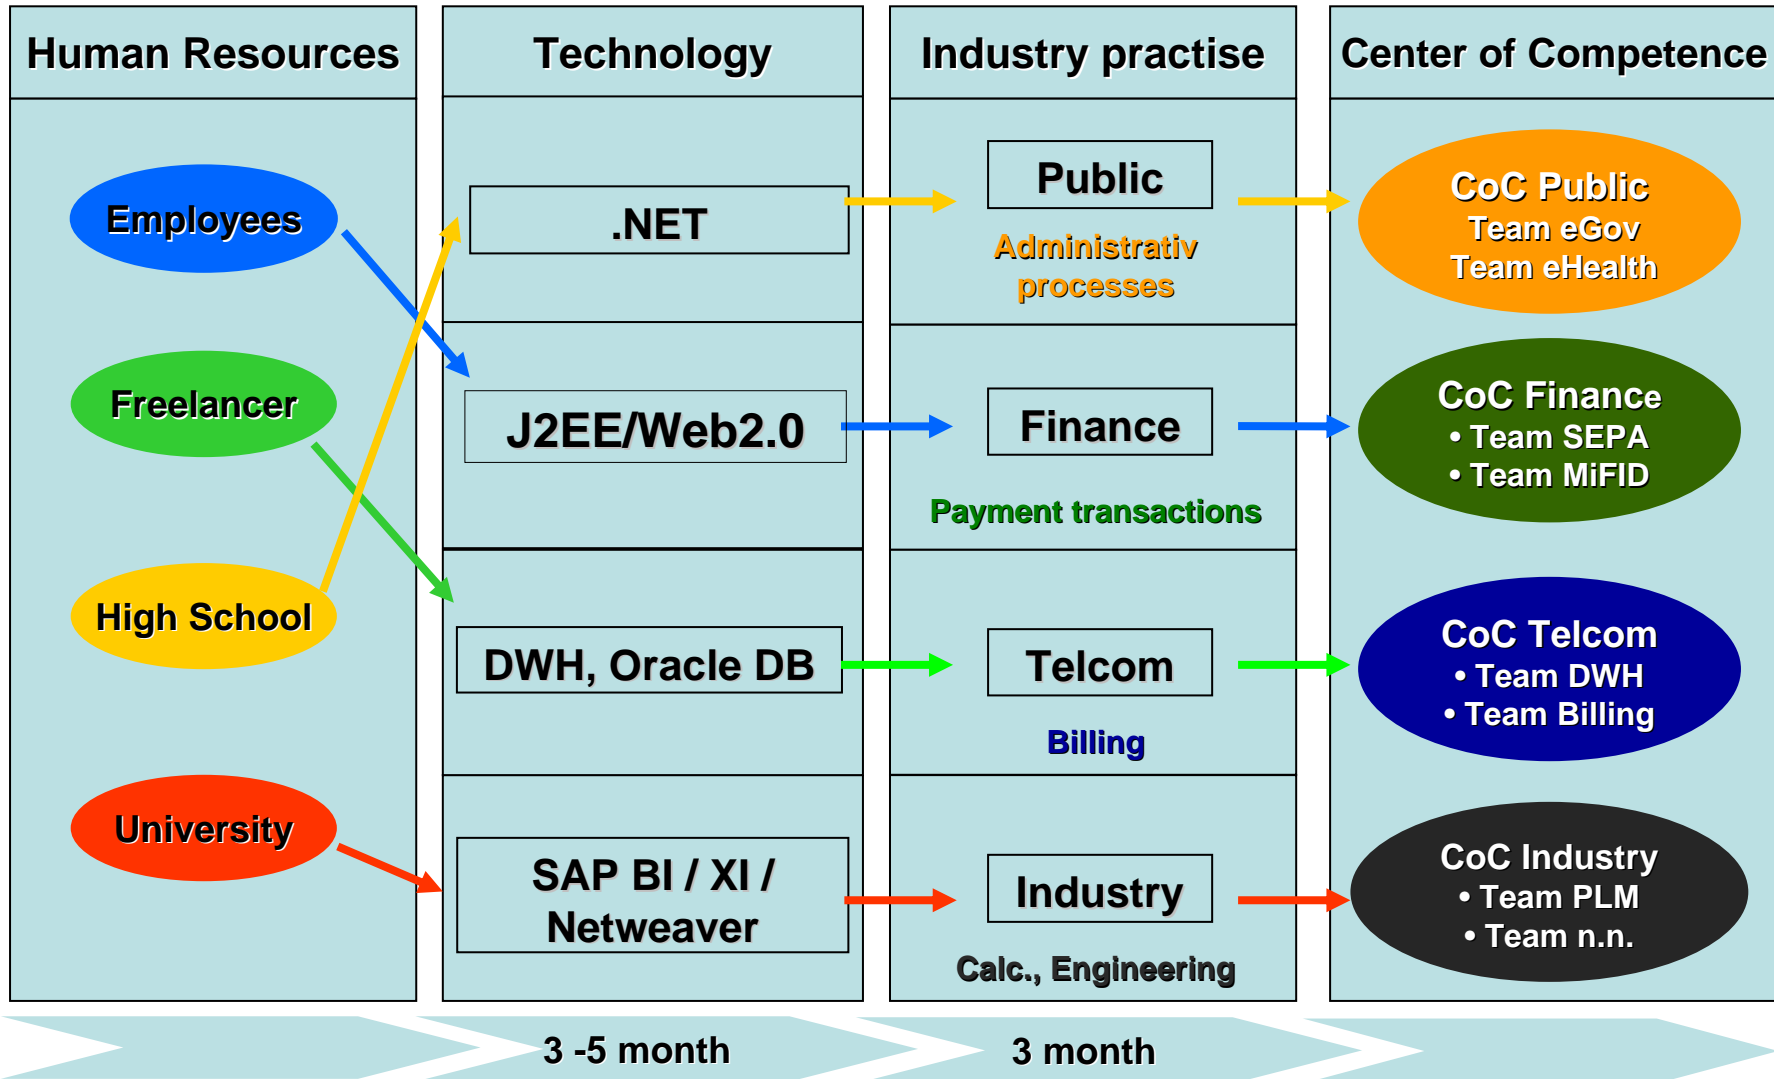 Human Resources
Employees
Freelancer
High School
University
Technology
.NET
J2EE/Web2.0
DWH, Oracle DB
SAP BI / XI /
Netweaver
3 -5 month
Industry practise
Public
Administrativ
processes
Finance
Payment transactions
Telcom
Billing
Industry
Calc., Engineering
3 month
Center of Competence
CoC Public
Team eGov
Team eHealth
CoC Finance
• Team SEPA
• Team MiFID
CoC Telcom
• Team DWH
• Team Billing
CoC Industry
• Team PLM
• Team n.n.